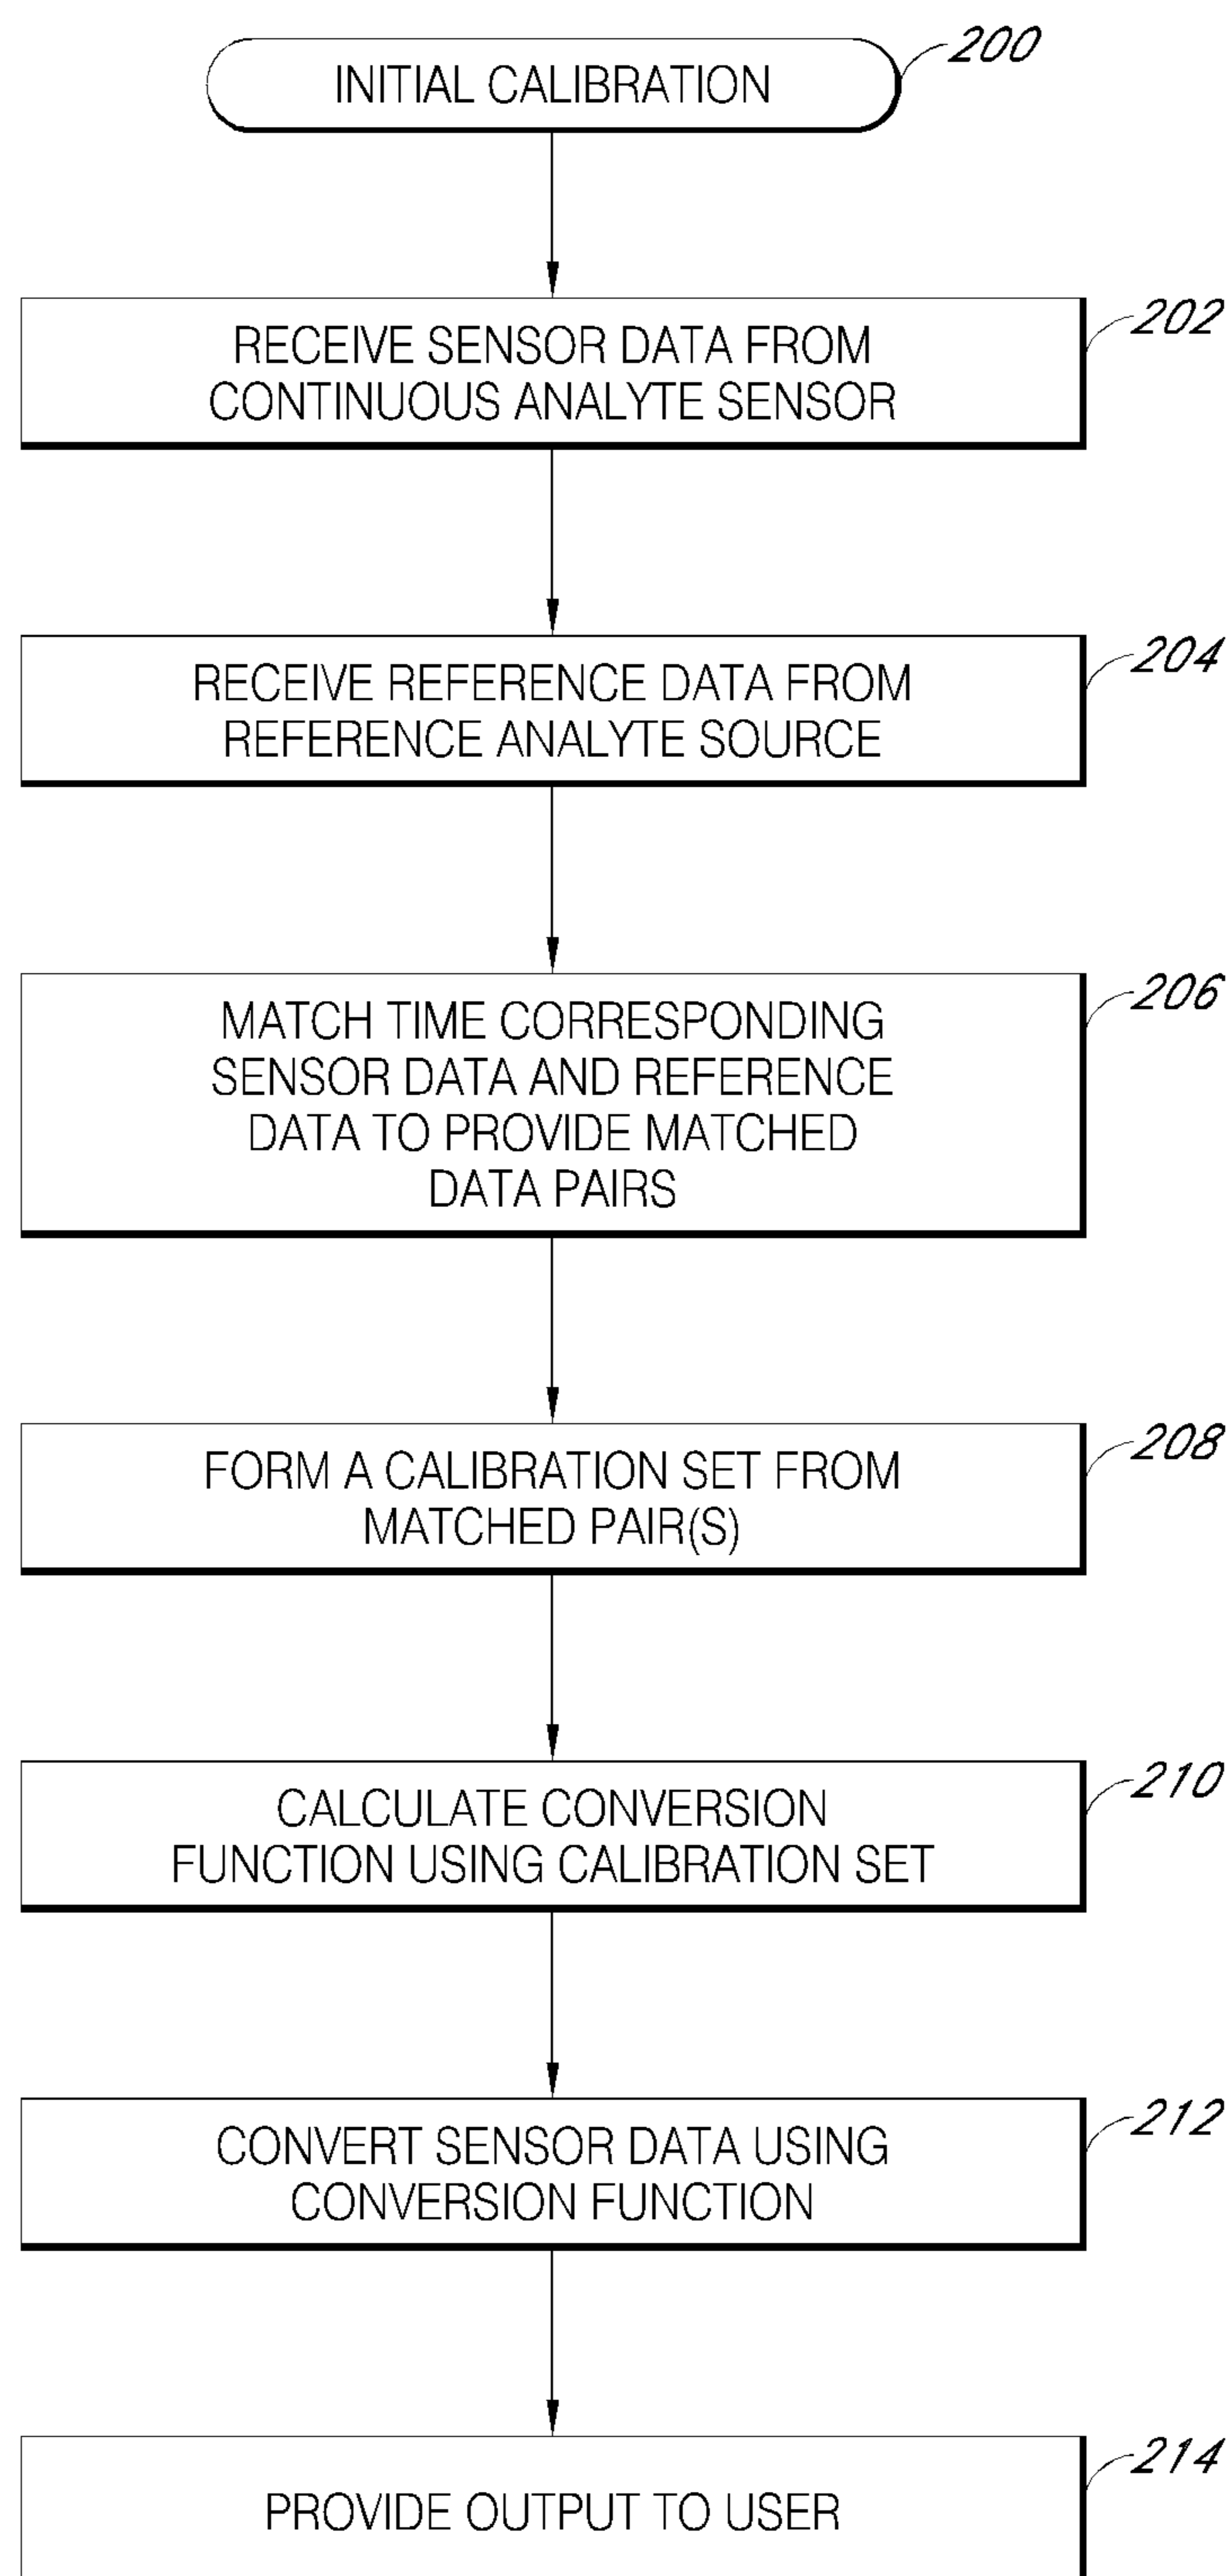 200
INITIAL CALIBRATION
202
RECEIVE SENSOR DATA FROM
CONTINUOUS ANALYTE SENSOR
204
RECEIVE REFERENCE DATA FROM
REFERENCE ANALYTE SOURCE
206
MATCH TIME CORRESPONDING
SENSOR DATA AND REFERENCE
DATA TO PROVIDE MATCHED
DATA PAIRS
208
FORM A CALIBRATION SET FROM
MATCHED PAIR(S)
210
CALCULATE CONVERSION
FUNCTION USING CALIBRATION SET
212
CONVERT SENSOR DATA USING
CONVERSION FUNCTION
214
PROVIDE OUTPUT TO USER